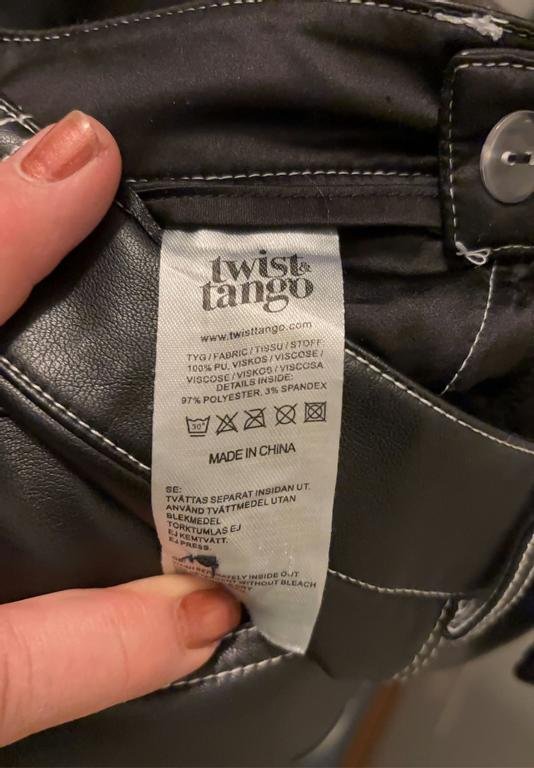 twist &
tango
www.twisttango.com
TYG / FABRIC / TISSU / STOFF:
100% PU, VISKOS / VISCOSE /
VISCOSE / VISKOS / VISCOSA
DETAILS INSIDE:
97% POLYESTER, 3% SPANDEX
30°
MADE IN CHINA
SE:
TVÄTTAS SEPARAT INSIDAN UT.
ANVÄND TVÄTTMEDEL UTAN
BLEKMEDEL
TORKTUMLAS EJ
EJ KEMTVÄTT.
EJ PRESS.
INSIDE OUT
WITHOUT BLEACH